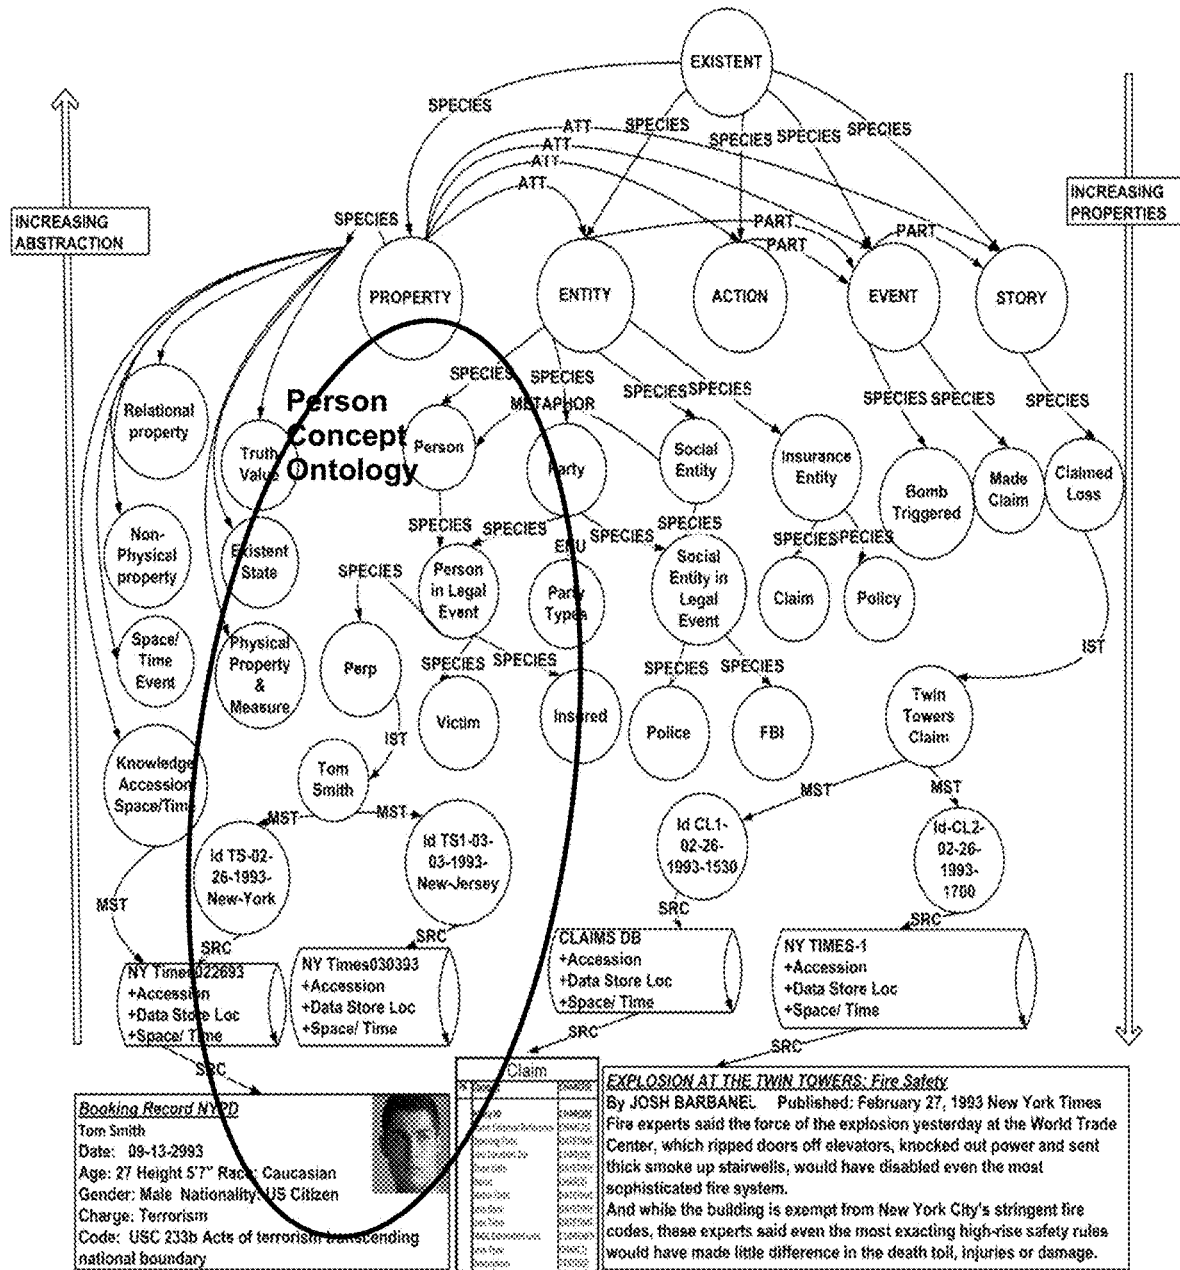 EXISTENT
SPECIES
ATT
SPECIES
SPECIES
SPECIES
SPECIES
ATT
ATT
ATT
INCREASING
ABSTRACTION
INCREASING
PROPERTIES
SPECIES
PART
PART
PART
PROPERTY
ENTITY
ACTION
EVENT
STORY
SPECIES
SPECIES
SPECIES
SPECIES
METAPHOR
SPECIES
SPECIES
SPECIES
Person
Concept
Ontology
Relational
property
Truth
Value
Person
Party
Social
Entity
Insurance
Entity
Bomb
Triggered
Made
Claim
Claimed
Loss
SPECIES
SPECIES
SPECIES
SPECIES
SPECIES
SPECIES
Non-
Physical
property
Existent
State
SPECIES
Person
in Legal
Event
Party
Types
Social
Entity in
Legal
Event
Claim
Policy
Space/
Time
Event
Physical
Property
&
Measure
Perp
SPECIES
SPECIES
SPECIES
SPECIES
IST
Victim
Insured
Police
FBI
Twin
Towers
Claim
IST
Knowledge
Accession
Space/Time
Tom
Smith
MST
MST
MST
MST
Id TS-02-
26-1993-
New-York
Id TS1-03-
03-1993-
New-Jersey
Id CL1-
02-26-
1993-1530
Id-CL2-
02-26-
1993-
1700
MST
SRC
SRC
SRC
SRC
NY Times022693
+Accession
+Data Store Loc
+Space/ Time
NY Times030393
+Accession
+Data Store Loc
+Space/ Time
CLAIMS DB
+Accession
+Data Store Loc
+Space/ Time
NY TIMES-1
+Accession
+Data Store Loc
+Space/ Time
SRC
SRC
SRC
Booking Record NYPD
Tom Smith
Date: 09-13-2993
Age: 27 Height 5'7" Race: Caucasian
Gender: Male Nationality: US Citizen
Charge: Terrorism
Code: USC 233b Acts of terrorism transcending
national boundary
Claim
EXPLOSION AT THE TWIN TOWERS: Fire Safety
By JOSH BARBANEL Published: February 27, 1993 New York Times
Fire experts said the force of the explosion yesterday at the World Trade
Center, which ripped doors off elevators, knocked out power and sent
thick smoke up stairwells, would have disabled even the most
sophisticated fire system.
And while the building is exempt from New York City's stringent fire
codes, these experts said even the most exacting high-rise safety rules
would have made little difference in the death toll, injuries or damage.